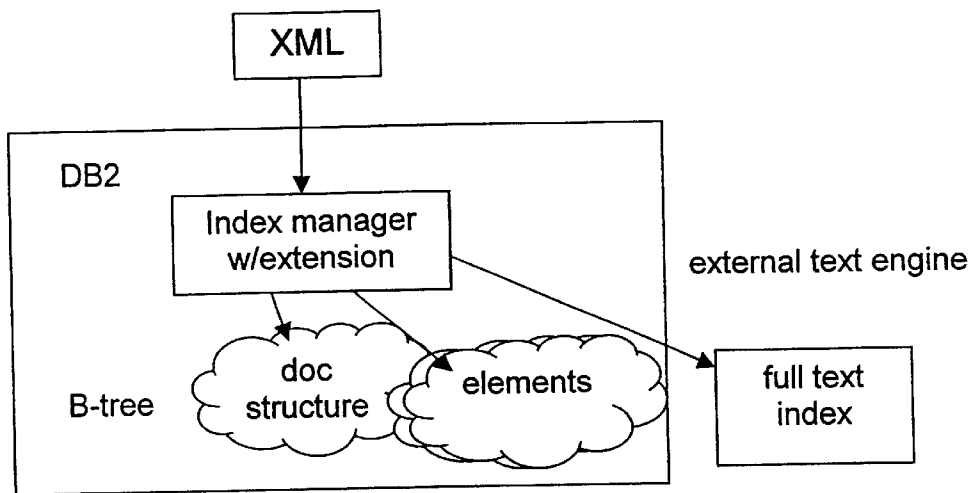 XML
DB2
Index manager
w/extension
external text engine
doc
structure
elements
B-tree
full text
index